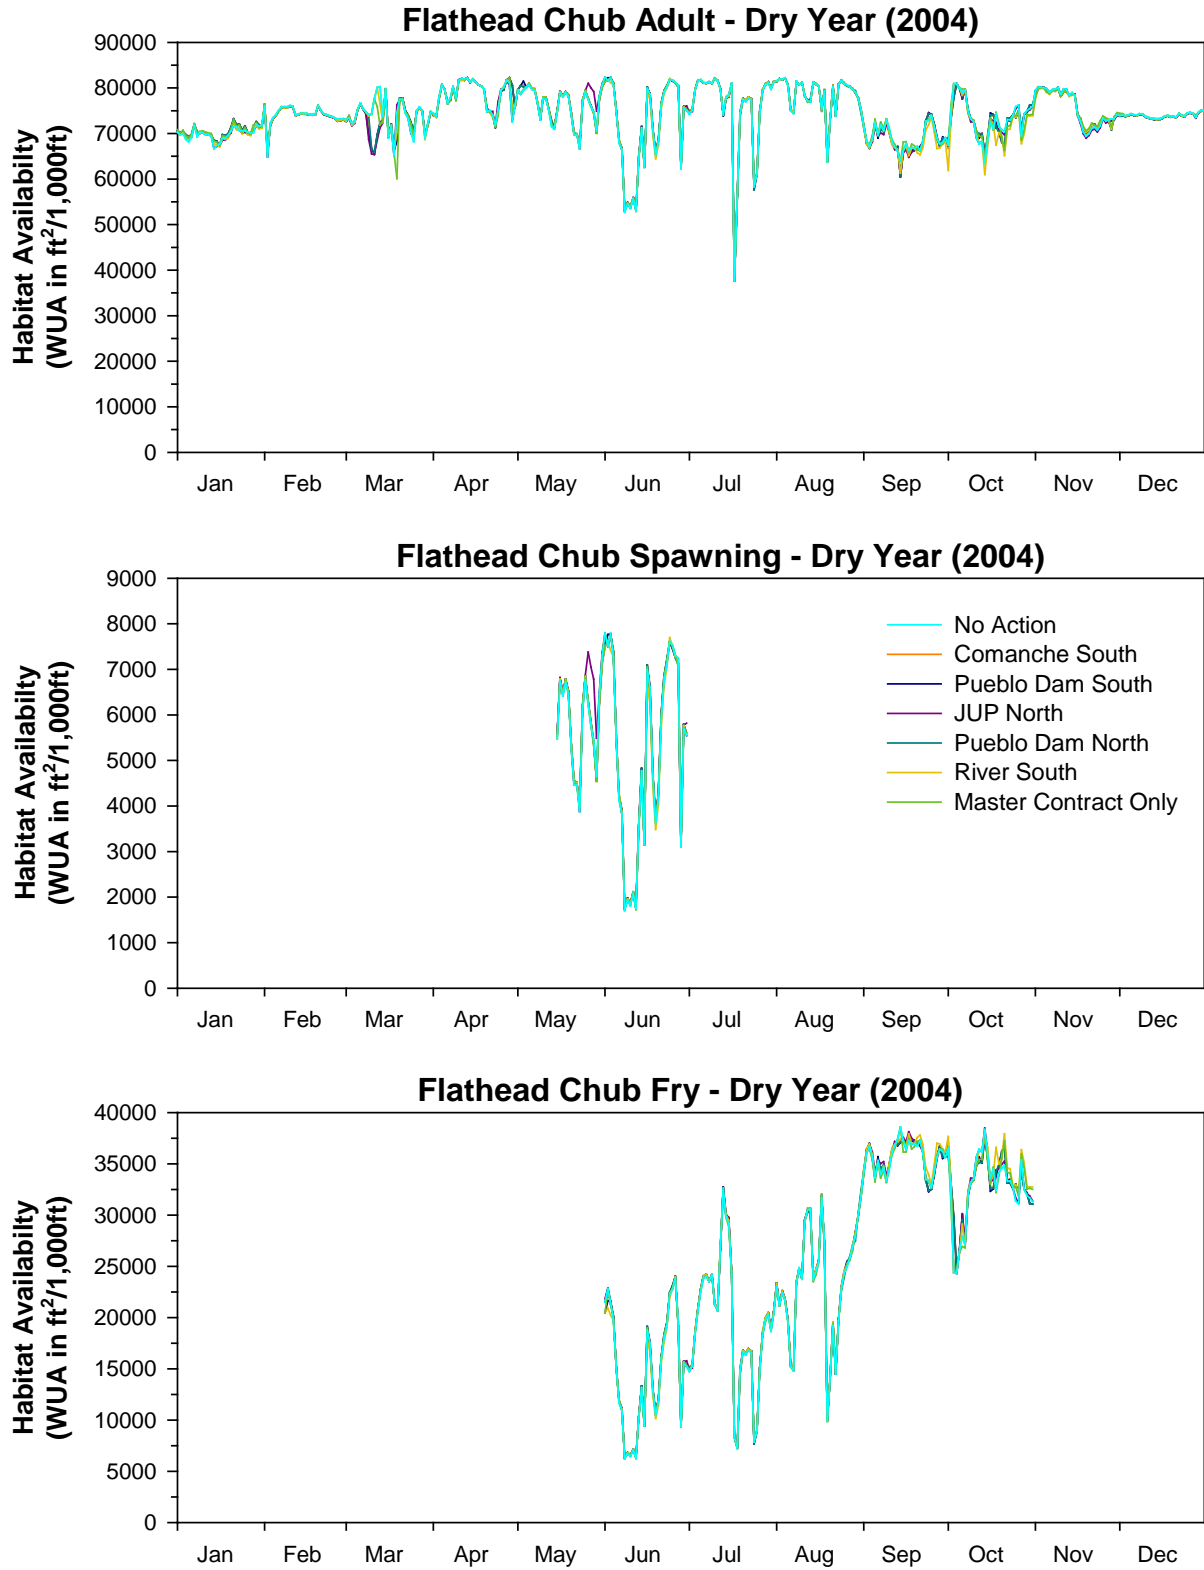 Flathead Chub Adult - Dry Year (2004)
Habitat Availabilty
(WUA in ft²/1,000ft)
90000
80000
70000
60000
50000
40000
30000
20000
10000
0
Jan Feb Mar Apr May Jun Jul Aug Sep Oct Nov Dec
Flathead Chub Spawning - Dry Year (2004)
Habitat Availabilty
(WUA in ft²/1,000ft)
9000
8000
7000
6000
5000
4000
3000
2000
1000
0
No Action
Comanche South
Pueblo Dam South
JUP North
Pueblo Dam North
River South
Master Contract Only
Jan Feb Mar Apr May Jun Jul Aug Sep Oct Nov Dec
Flathead Chub Fry - Dry Year (2004)
Habitat Availabilty
(WUA in ft²/1,000ft)
40000
35000
30000
25000
20000
15000
10000
5000
0
Jan Feb Mar Apr May Jun Jul Aug Sep Oct Nov Dec